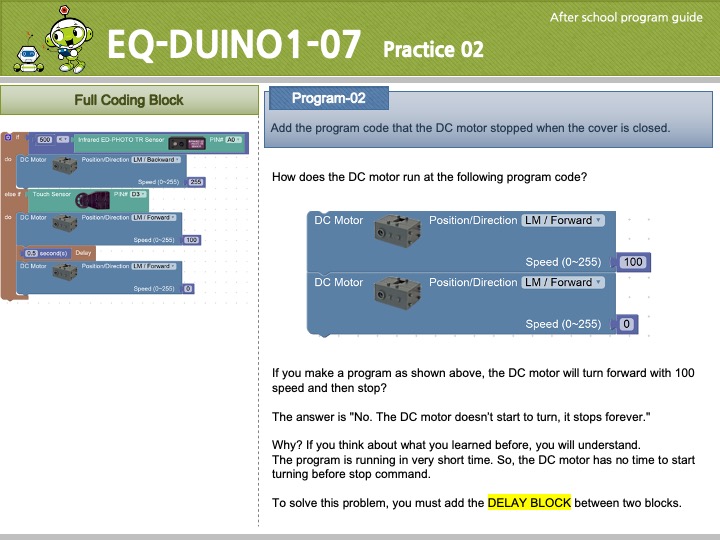 After school program guide
EQ-DUINO1-07 Practice 02
Full Coding Block
if 500 < Infrared ED-PHOTO TR Sensor PIN# A0
do DC Motor Position/Direction LM / Backward
Speed (0~255) 255
else if Touch Sensor PIN# D3
do DC Motor Position/Direction LM / Forward
Speed (0~255) 100
0.5 second(s) Delay
DC Motor Position/Direction LM / Forward
Speed (0~255) 0
Program-02
Add the program code that the DC motor stopped when the cover is closed.
How does the DC motor run at the following program code?
DC Motor Position/Direction LM / Forward
Speed (0~255) 100
DC Motor Position/Direction LM / Forward
Speed (0~255) 0
If you make a program as shown above, the DC motor will turn forward with 100
speed and then stop?
The answer is "No. The DC motor doesn't start to turn, it stops forever."
Why? If you think about what you learned before, you will understand.
The program is running in very short time. So, the DC motor has no time to start
turning before stop command.
To solve this problem, you must add the DELAY BLOCK between two blocks.